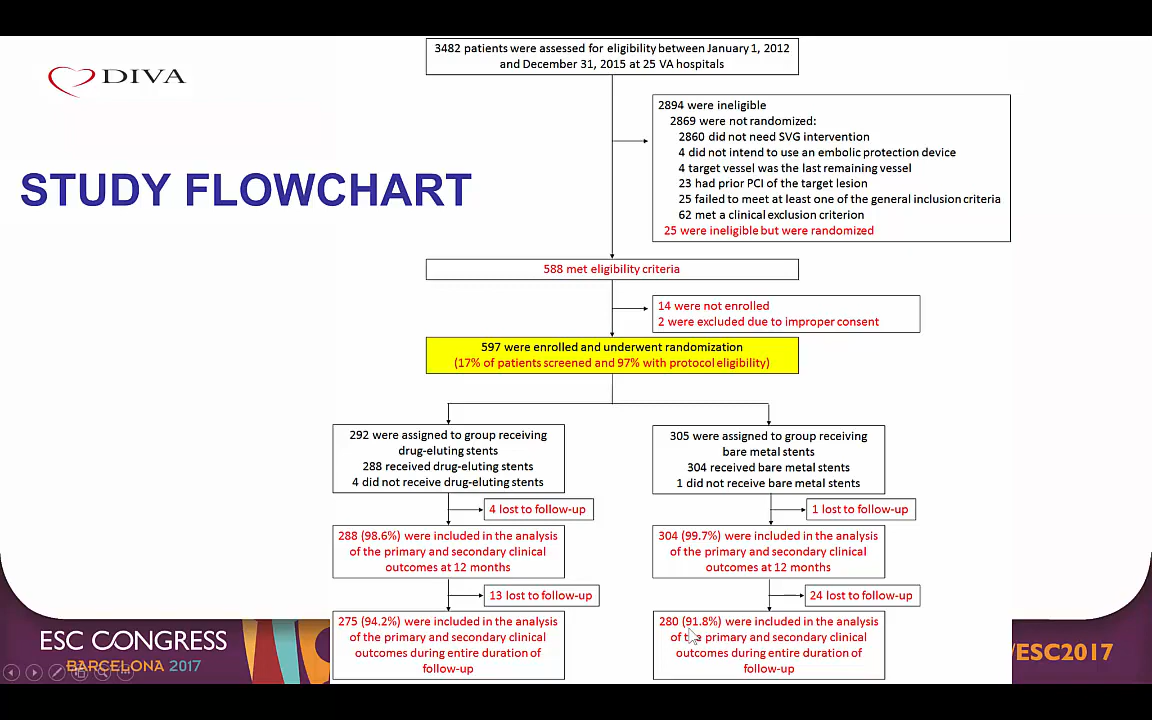 3482 patients were assessed for eligibility between January 1, 2012
and December 31, 2015 at 25 VA hospitals
DIVA
STUDY FLOWCHART
2894 were ineligible
2869 were not randomized:
2860 did not need SVG intervention
4 did not intend to use an embolic protection device
4 target vessel was the last remaining vessel
23 had prior PCI of the target lesion
25 failed to meet at least one of the general inclusion criteria
62 met a clinical exclusion criterion
25 were ineligible but were randomized
588 met eligibility criteria
14 were not enrolled
2 were excluded due to improper consent
597 were enrolled and underwent randomization
(17% of patients screened and 97% with protocol eligibility)
292 were assigned to group receiving
drug-eluting stents
288 received drug-eluting stents
4 did not receive drug-eluting stents
305 were assigned to group receiving
bare metal stents
304 received bare metal stents
1 did not receive bare metal stents
4 lost to follow-up
1 lost to follow-up
288 (98.6%) were included in the analysis
of the primary and secondary clinical
outcomes at 12 months
304 (99.7%) were included in the analysis
of the primary and secondary clinical
outcomes at 12 months
13 lost to follow-up
24 lost to follow-up
275 (94.2%) were included in the analysis
of the primary and secondary clinical
outcomes during entire duration of
follow-up
280 (91.8%) were included in the analysis
of the primary and secondary clinical
outcomes during entire duration of
follow-up
ESC CONGRESS
BARCELONA 2017
/ESC2017